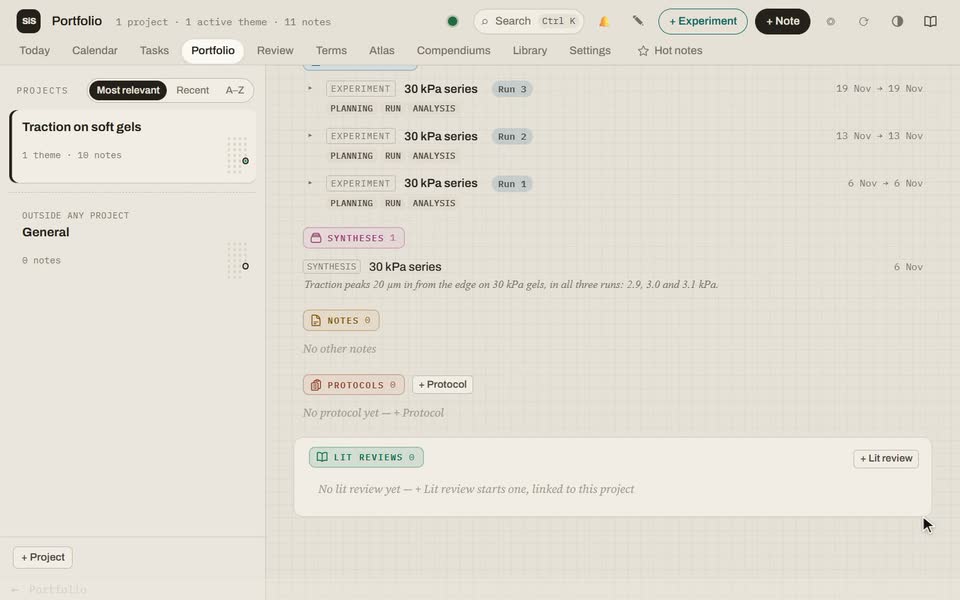 SIS Portfolio 1 project · 1 active theme · 11 notes Search Ctrl K + Experiment + Note
Today Calendar Tasks Portfolio Review Terms Atlas Compendiums Library Settings Hot notes
PROJECTS Most relevant Recent A–Z
Traction on soft gels
1 theme · 10 notes
OUTSIDE ANY PROJECT
General
0 notes
+ Project
← Portfolio
EXPERIMENT 30 kPa series Run 3 19 Nov → 19 Nov
PLANNING RUN ANALYSIS
EXPERIMENT 30 kPa series Run 2 13 Nov → 13 Nov
PLANNING RUN ANALYSIS
EXPERIMENT 30 kPa series Run 1 6 Nov → 9 Nov
PLANNING RUN ANALYSIS
SYNTHESES 1
SYNTHESIS 30 kPa series 6 Nov
Traction peaks 20 µm in from the edge on 30 kPa gels, in all three runs: 2.9, 3.0 and 3.1 kPa.
NOTES 0
No other notes
PROTOCOLS 0 + Protocol
No protocol yet — + Protocol
LIT REVIEWS 0 + Lit review
No lit review yet — + Lit review starts one, linked to this project